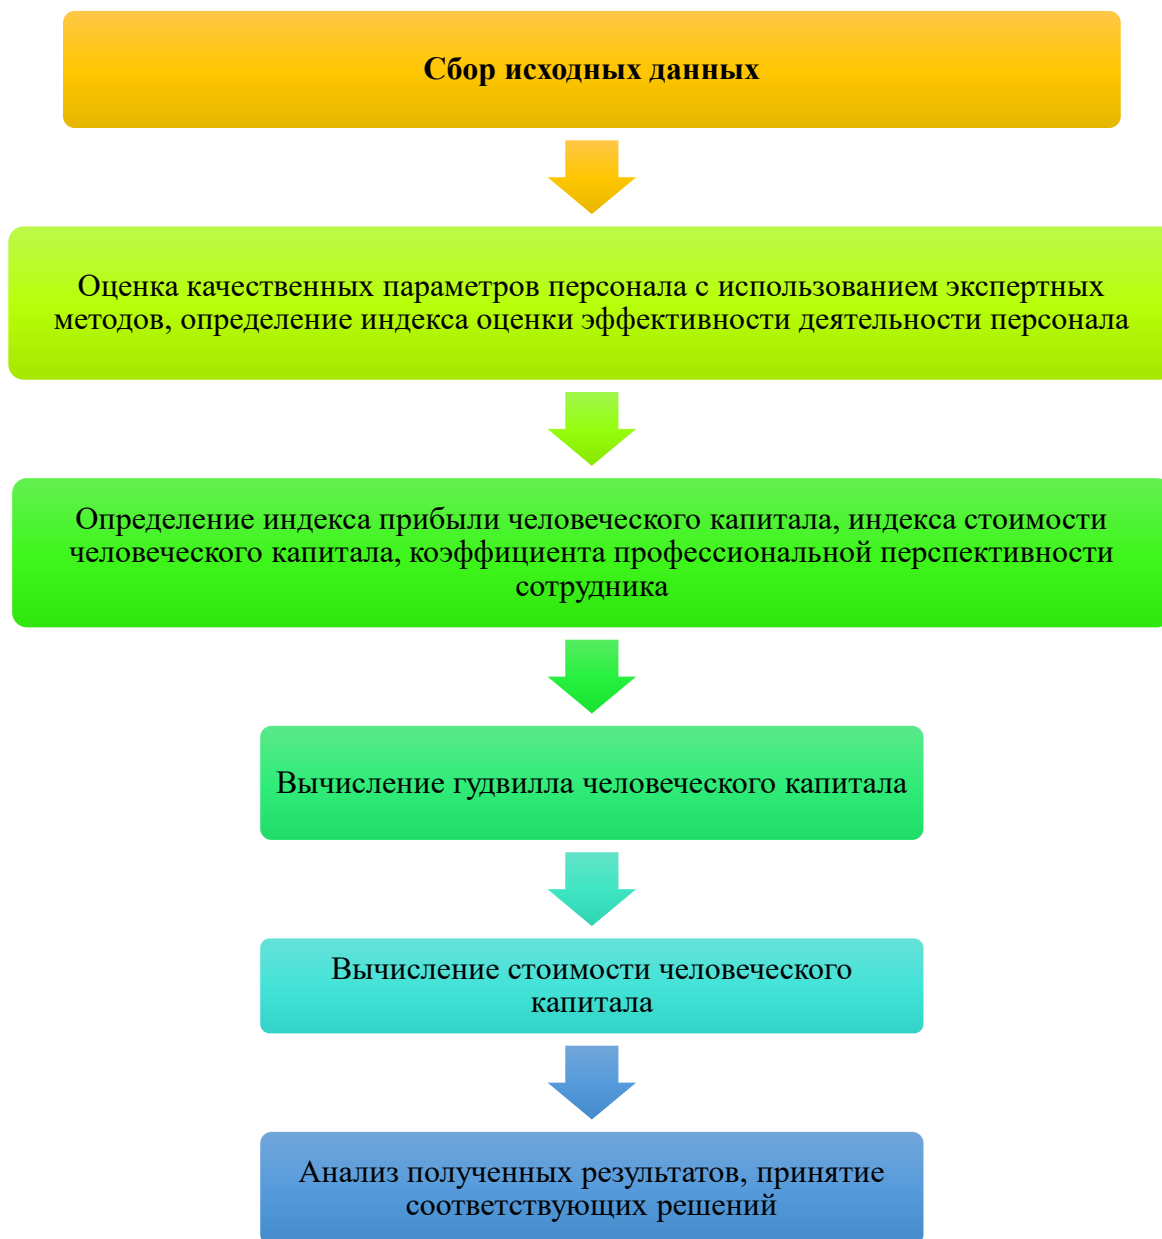 Сбор исходных данных
Оценка качественных параметров персонала с использованием экспертных
методов, определение индекса оценки эффективности деятельности персонала
Определение индекса прибыли человеческого капитала, индекса стоимости
человеческого капитала, коэффициента профессиональной перспективности
сотрудника
Вычисление гудвилла человеческого капитала
Вычисление стоимости человеческого
капитала
Анализ полученных результатов, принятие
соответствующих решений